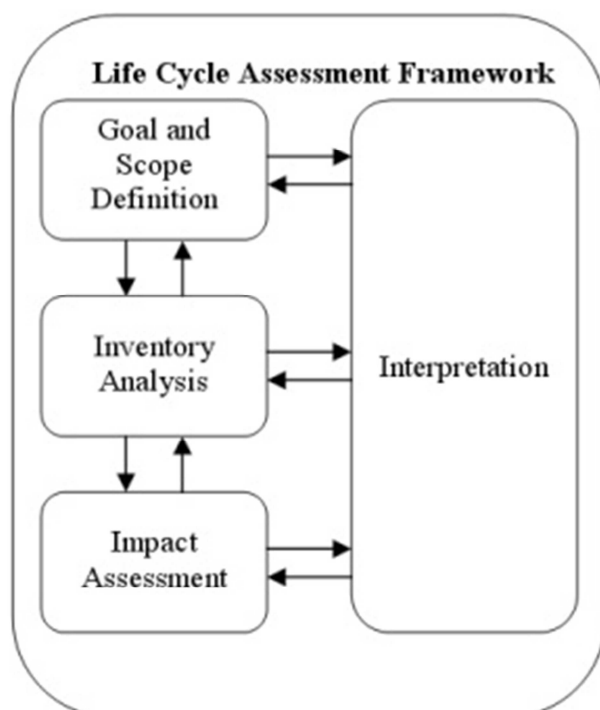 Life Cycle Assessment Framework
Goal and
Scope
Definition
Inventory
Analysis
Interpretation
Impact
Assessment